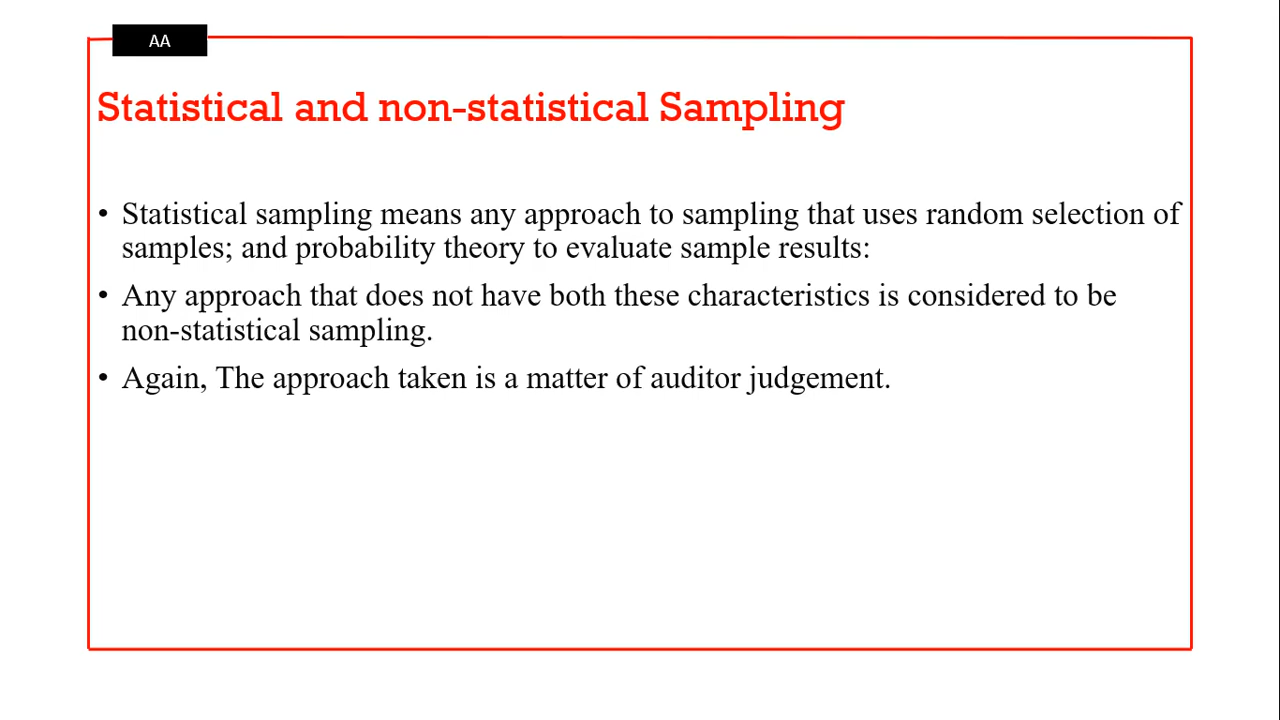 AA
Statistical and non-statistical Sampling
• Statistical sampling means any approach to sampling that uses random selection of
samples; and probability theory to evaluate sample results:
• Any approach that does not have both these characteristics is considered to be
non-statistical sampling.
• Again, The approach taken is a matter of auditor judgement.